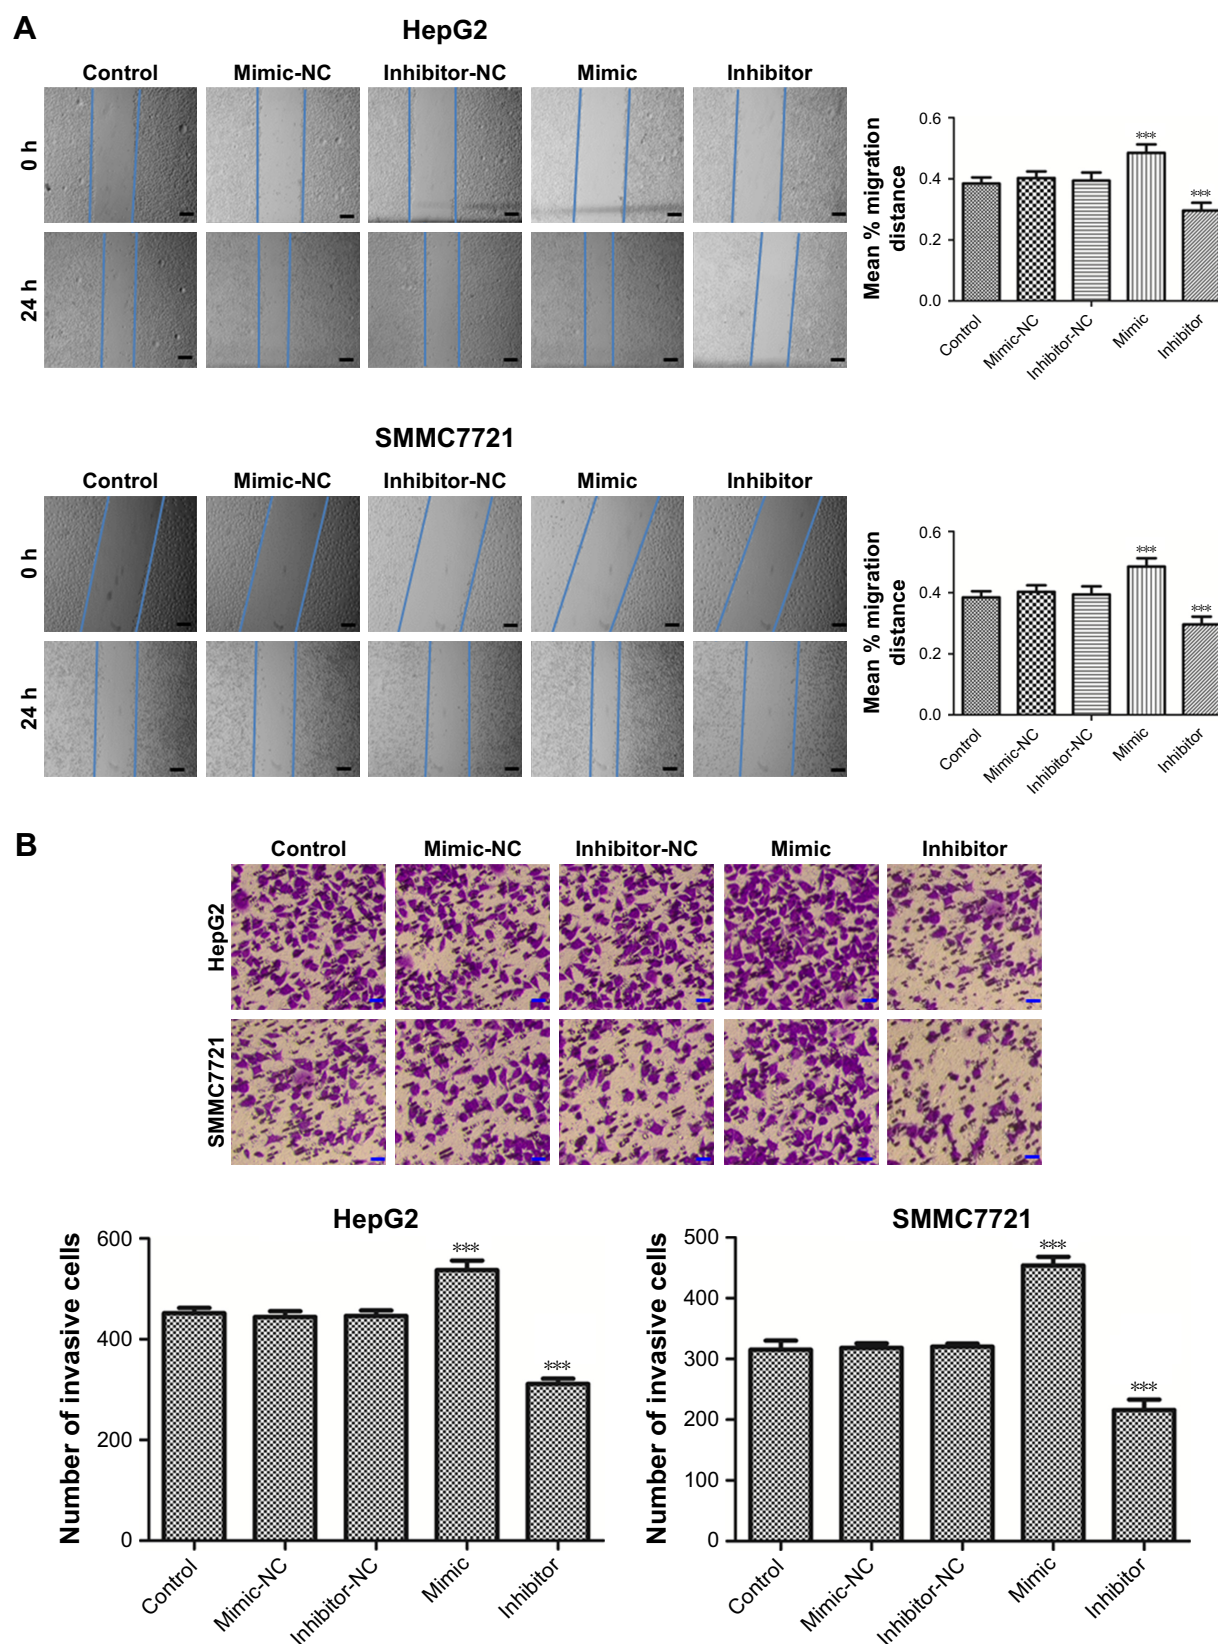 A
HepG2
Control Mimic-NC Inhibitor-NC Mimic Inhibitor
0 h
24 h
Mean % migration
distance
0.6
0.4
0.2
0.0
***
***
Control
Mimic-NC
Inhibitor-NC
Mimic
Inhibitor
SMMC7721
Control Mimic-NC Inhibitor-NC Mimic Inhibitor
0 h
24 h
Mean % migration
distance
0.6
0.4
0.2
0.0
***
***
Control
Mimic-NC
Inhibitor-NC
Mimic
Inhibitor
B
Control Mimic-NC Inhibitor-NC Mimic Inhibitor
HepG2
SMMC7721
HepG2
Number of invasive cells
600
400
200
0
***
***
Control
Mimic-NC
Inhibitor-NC
Mimic
Inhibitor
SMMC7721
Number of invasive cells
500
400
300
200
100
0
***
***
Control
Mimic-NC
Inhibitor-NC
Mimic
Inhibitor